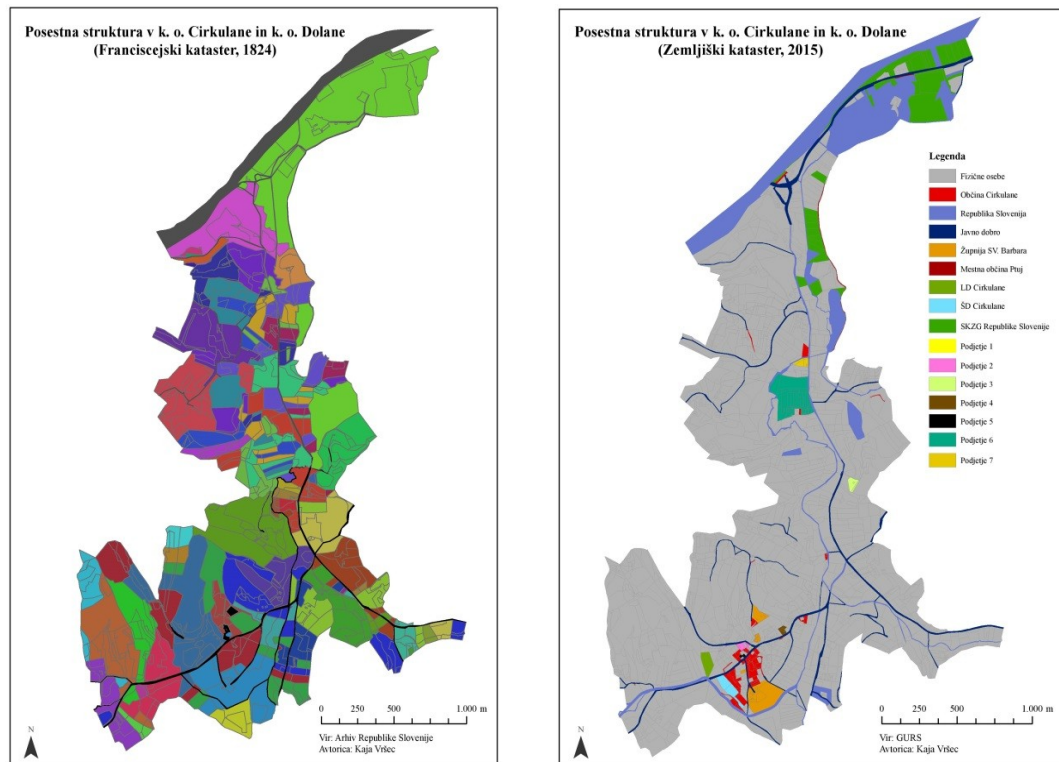 Posestna struktura v k. o. Cirkulane in k. o. Dolane
(Franciscejski kataster, 1824)
N
0 250 500 1.000 m
Vir: Arhiv Republike Slovenije
Avtorica: Kaja Vršec
Posestna struktura v k. o. Cirkulane in k. o. Dolane
(Zemljiški kataster, 2015)
Legenda
Fizične osebe
Občina Cirkulane
Republika Slovenija
Javno dobro
Župnija SV. Barbara
Mestna občina Ptuj
LD Cirkulane
ŠD Cirkulane
SKZG Republike Slovenije
Podjetje 1
Podjetje 2
Podjetje 3
Podjetje 4
Podjetje 5
Podjetje 6
Podjetje 7
N
0 250 500 1.000 m
Vir: GURS
Avtorica: Kaja Vršec